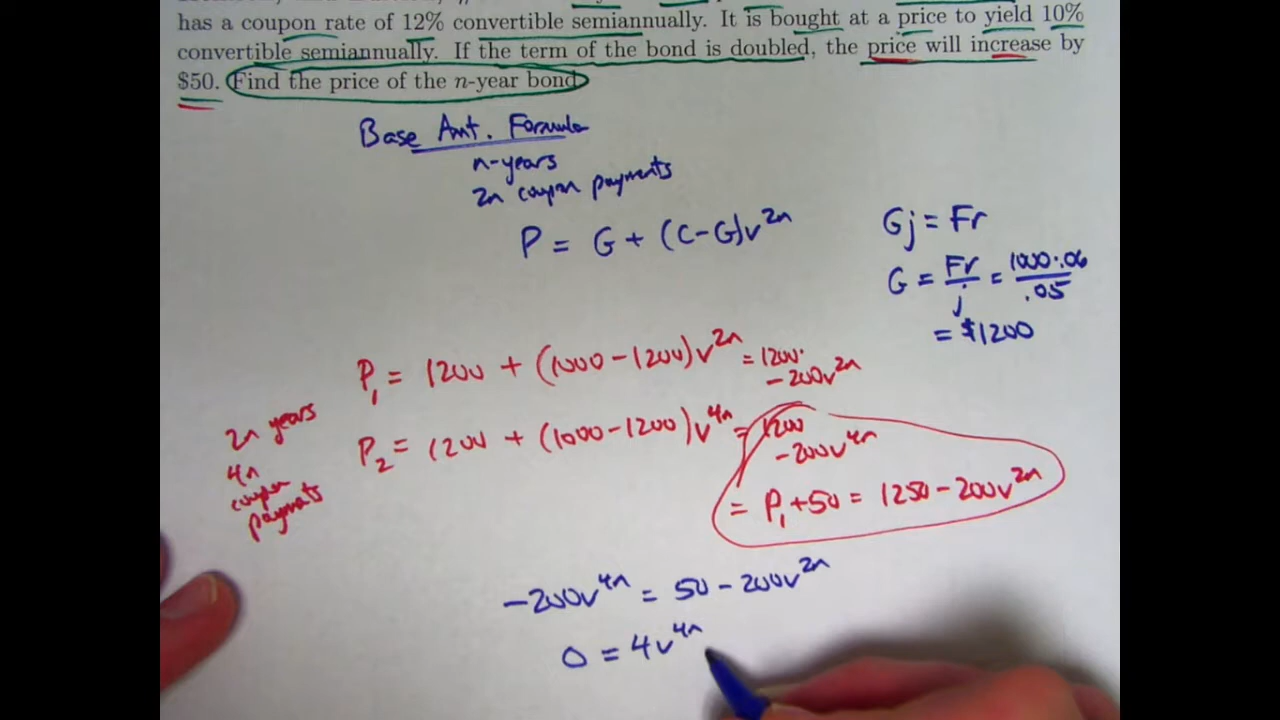 has a coupon rate of 12% convertible semiannually. It is bought at a price to yield 10%
convertible semiannually. If the term of the bond is doubled, the price will increase by
$50. Find the price of the n-year bond
Base Amt. Formula
n-years
2n coupon payments
P = G + (C-G)v^2n
Gj = Fr
G = Fr/j = 1000·.06/.05
= $1200
P1 = 1200 + (1000-1200)v^2n = 1200
-200v^2n
2n years
4n
coupon
payments
P2 = 1200 + (1000-1200)v^4n = 1200
-200v^4n
= P1+50 = 1250-200v^2n
-200v^4n = 50-200v^2n
0 = 4v^4n